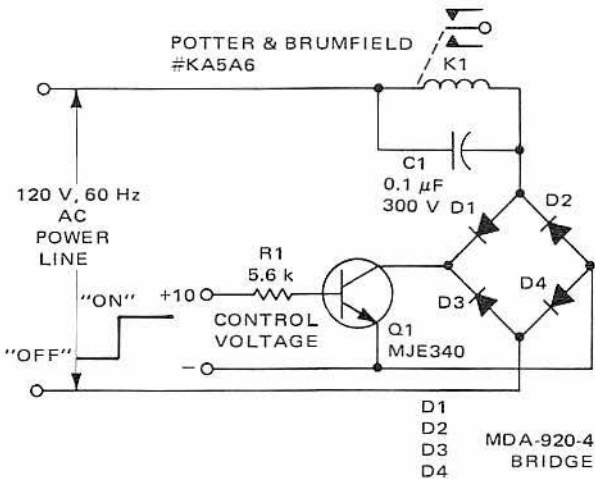 POTTER & BRUMFIELD
#KA5A6
K1
C1
0.1 µF
300 V
D1
D2
120 V, 60 Hz
AC
POWER
LINE
R1
5.6 k
D3
D4
"ON"
+10
CONTROL
VOLTAGE
Q1
MJE340
"OFF"
−
D1
D2
D3
D4
MDA-920-4
BRIDGE